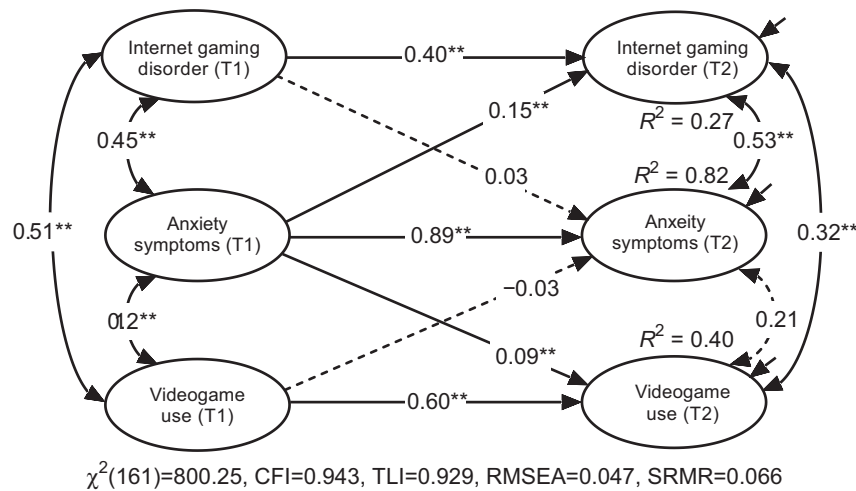 Internet gaming
disorder (T1)
0.40**
Internet gaming
disorder (T2)
0.15**
R² = 0.27
0.45**
0.53**
0.03
R² = 0.82
0.51**
Anxiety
symptoms (T1)
0.89**
Anxeity
symptoms (T2)
0.32**
−0.03
0.12**
0.21
0.09**
R² = 0.40
Videogame
use (T1)
0.60**
Videogame
use (T2)
χ²(161)=800.25, CFI=0.943, TLI=0.929, RMSEA=0.047, SRMR=0.066